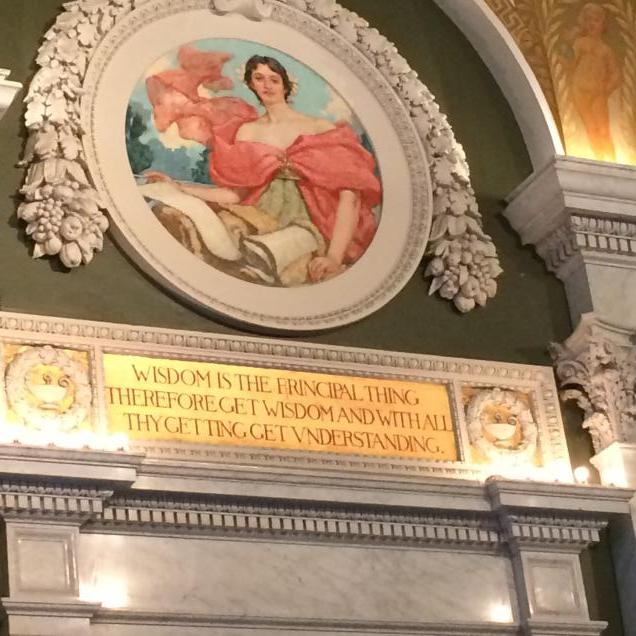 WISDOM IS THE PRINCIPAL THING
THEREFORE GET WISDOM AND WITH ALL
THY GETTING GET VNDERSTANDING.